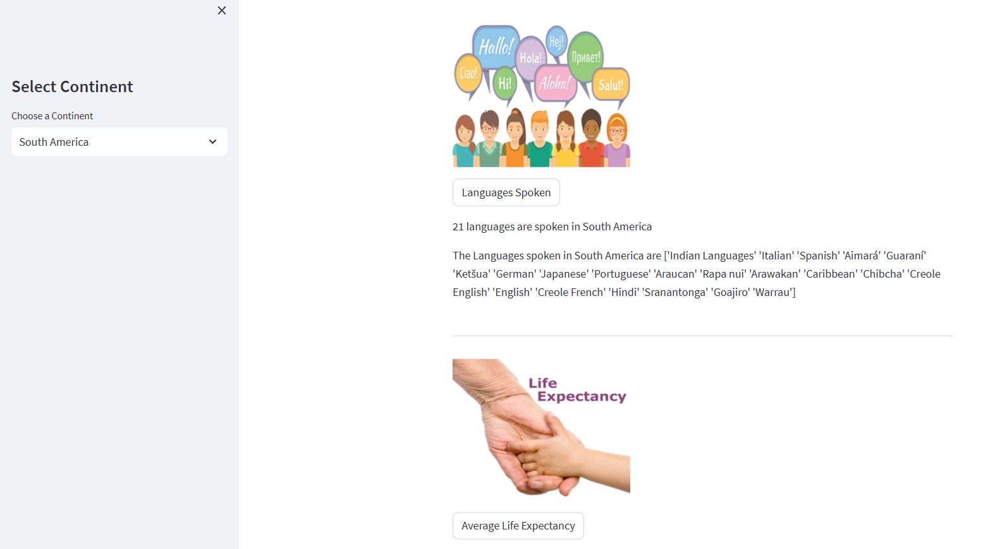 Select Continent
Choose a Continent
South America
Hallo!
Hej!
Hola!
Привет!
Ciao!
Hi!
Aloha!
Salut!
Languages Spoken
21 languages are spoken in South America
The Languages spoken in South America are ['Indian Languages' 'Italian' 'Spanish' 'Aimará' 'Guaraní'
'Ketšua' 'German' 'Japanese' 'Portuguese' 'Araucan' 'Rapa nui' 'Arawakan' 'Caribbean' 'Chibcha' 'Creole
English' 'English' 'Creole French' 'Hindi' 'Sranantonga' 'Goajiro' 'Warrau']
Life
Expectancy
Average Life Expectancy